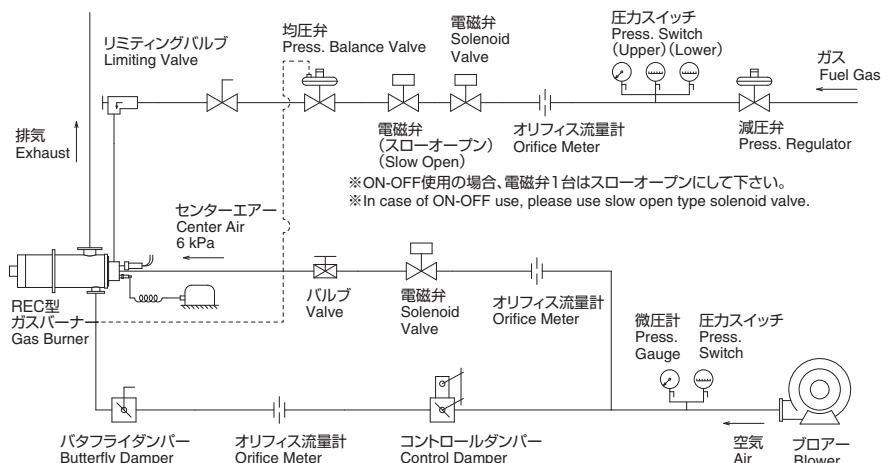 リミティングバルブ
Limiting Valve
均圧弁
Press. Balance Valve
電磁弁
Solenoid
Valve
圧力スイッチ
Press. Switch
(Upper) (Lower)
ガス
Fuel Gas
排気
Exhaust
電磁弁
(スローオープン)
(Slow Open)
オリフィス流量計
Orifice Meter
減圧弁
Press. Regulator
※ON-OFF使用の場合、電磁弁1台はスローオープンにして下さい。
※In case of ON-OFF use, please use slow open type solenoid valve.
センターエアー
Center Air
6 kPa
REC型
ガスバーナー
Gas Burner
バルブ
Valve
電磁弁
Solenoid
Valve
オリフィス流量計
Orifice Meter
微圧計
Press.
Gauge
圧力スイッチ
Press.
Switch
バタフライダンパー
Butterfly Damper
オリフィス流量計
Orifice Meter
コントロールダンパー
Control Damper
空気
Air
ブロアー
Blower